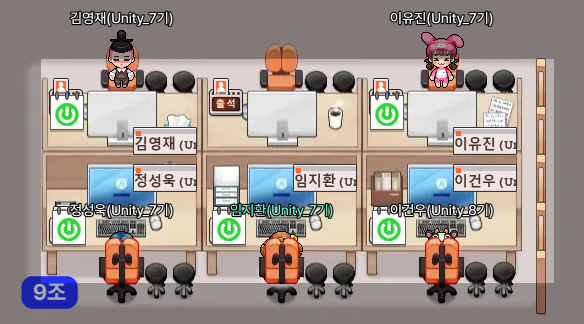 김영재(Unity_7기)
이유진(Unity_7기)
출석
김영재 (U
이유진 (U
정성욱 (U
임지환 (U
이건우 (U
정성욱(Unity_7기)
임지환(Unity_7기)
이건우(Unity_8기)
9조